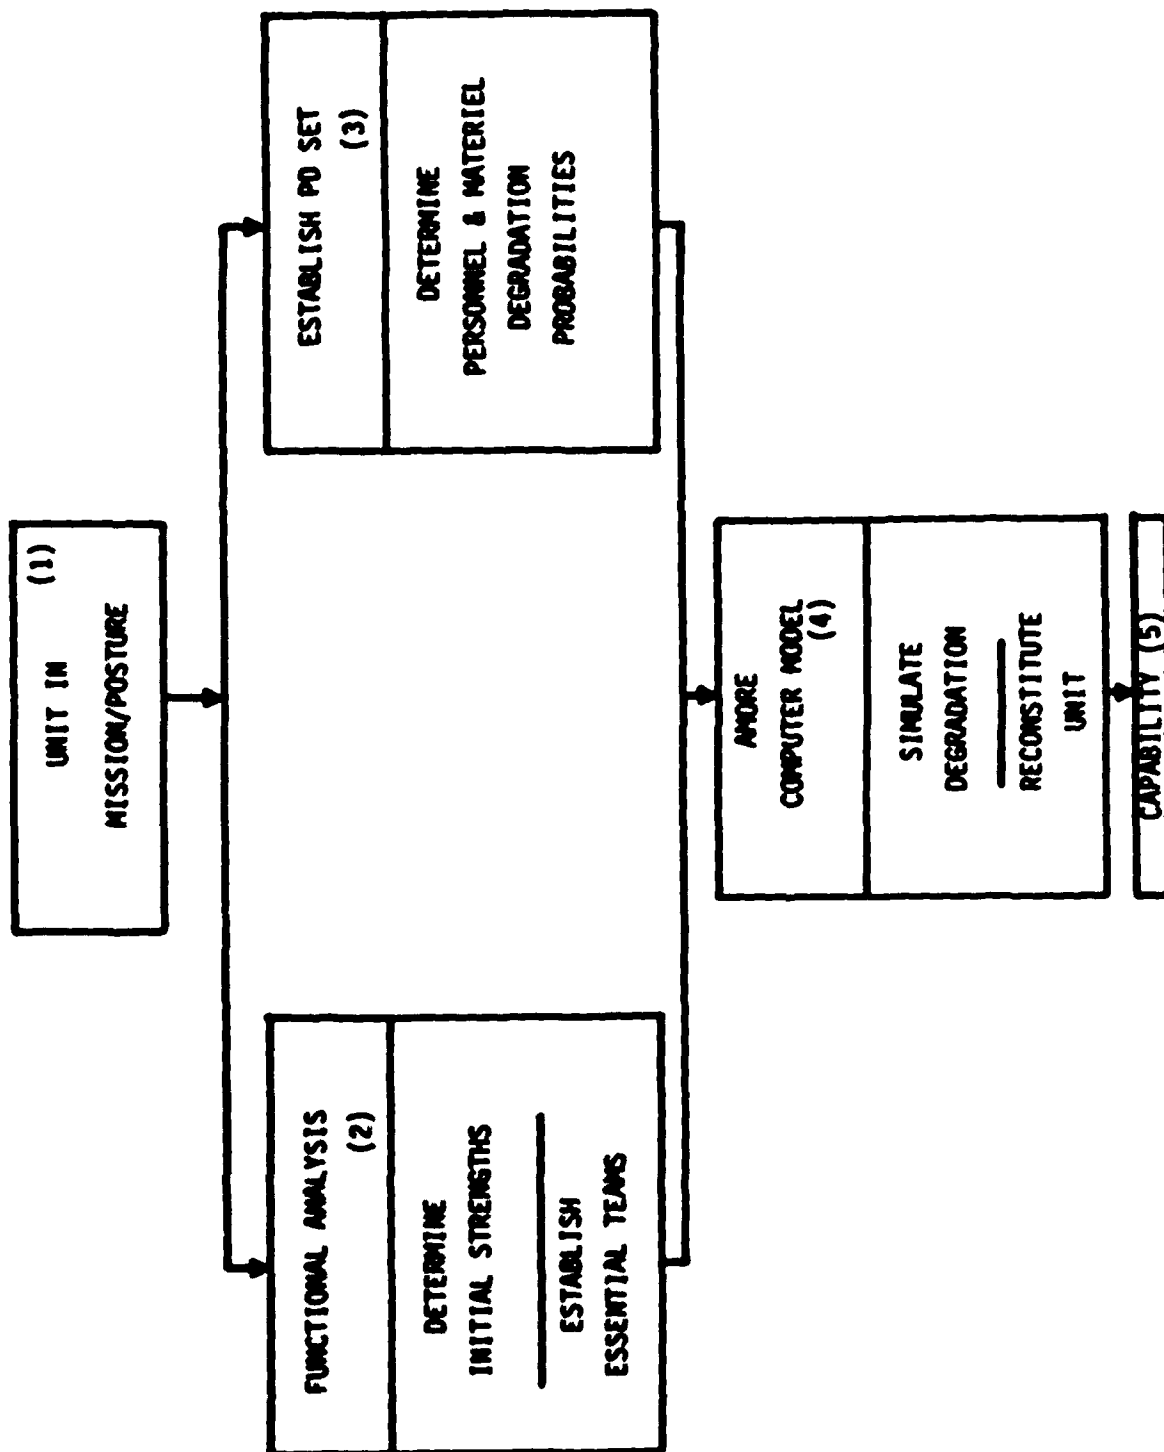 UNIT IN
(1)
MISSION/POSTURE
FUNCTIONAL ANALYSIS
(2)
DETERMINE
INITIAL STRENGTHS
ESTABLISH
ESSENTIAL TEAMS
ESTABLISH PD SET
(3)
DETERMINE
PERSONNEL & MATERIEL
DEGRADATION
PROBABILITIES
AMORE
COMPUTER MODEL
(4)
SIMULATE
DEGRADATION
RECONSTITUTE
UNIT
CAPABILITY (5)